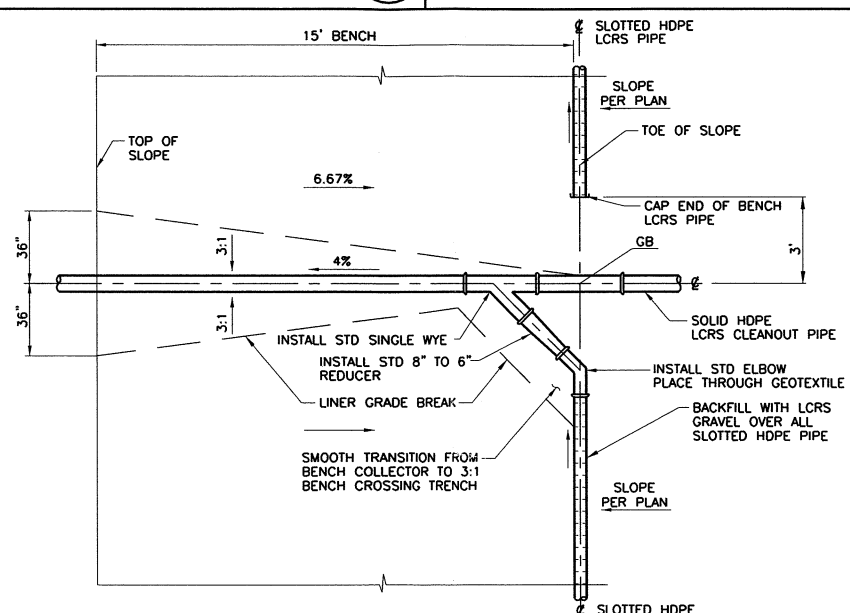 SLOTTED HDPE
LCRS PIPE
15' BENCH
SLOPE
PER PLAN
TOP OF
SLOPE
TOE OF SLOPE
6.67%
CAP END OF BENCH
LCRS PIPE
GB
3'
36"
3:1
4%
36"
3:1
SOLID HDPE
LCRS CLEANOUT PIPE
INSTALL STD SINGLE WYE
INSTALL STD 8" TO 6"
REDUCER
INSTALL STD ELBOW
PLACE THROUGH GEOTEXTILE
LINER GRADE BREAK
BACKFILL WITH LCRS
GRAVEL OVER ALL
SLOTTED HDPE PIPE
SMOOTH TRANSITION FROM
BENCH COLLECTOR TO 3:1
BENCH CROSSING TRENCH
SLOPE
PER PLAN
SLOTTED HDPE